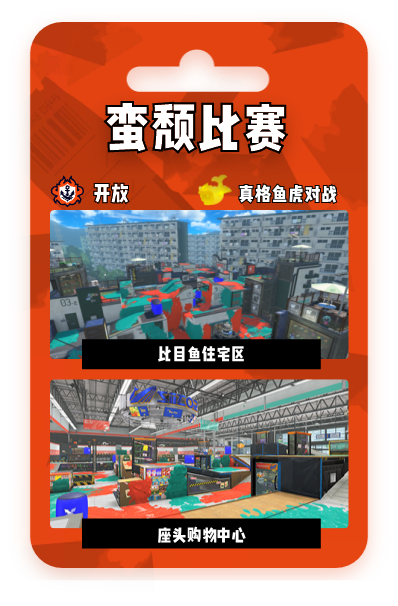 蛮颓比赛
开放
真格鱼虎对战
03-c
比目鱼住宅区
座头购物中心